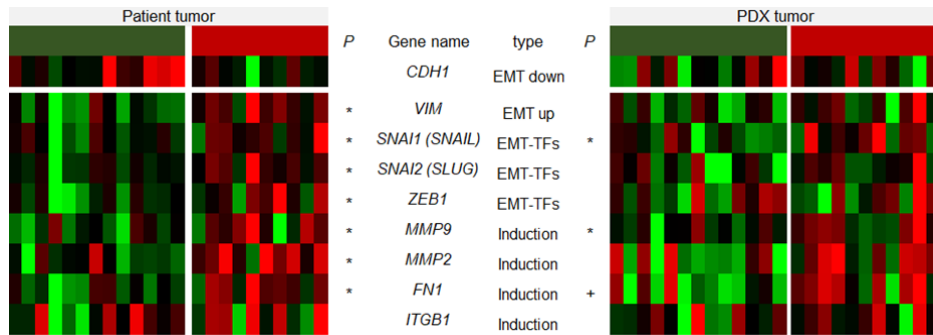 Patient tumor PDX tumor
P Gene name type P
CDH1 EMT down
* VIM EMT up
* SNAI1 (SNAIL) EMT-TFs *
* SNAI2 (SLUG) EMT-TFs
* ZEB1 EMT-TFs
* MMP9 Induction *
* MMP2 Induction
* FN1 Induction +
ITGB1 Induction